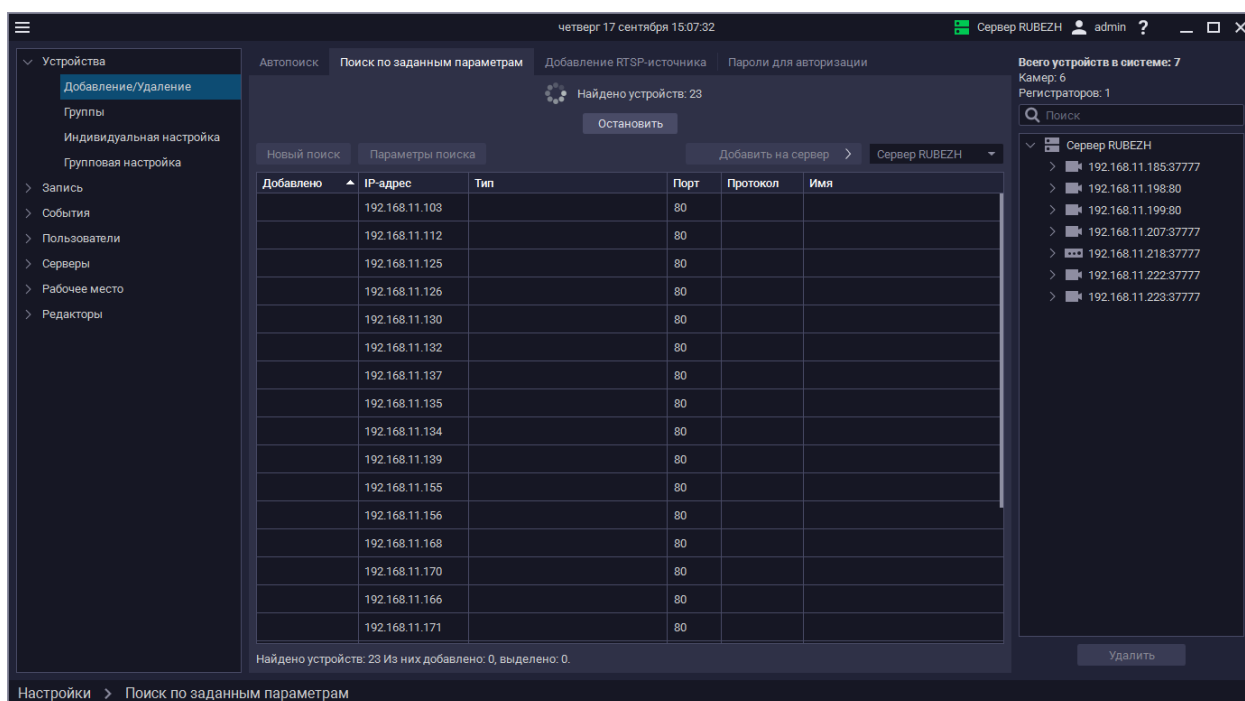 четверг 17 сентября 15:07:32
Сервер RUBEZH admin ?
Устройства
Добавление/Удаление
Группы
Индивидуальная настройка
Групповая настройка
Запись
События
Пользователи
Серверы
Рабочее место
Редакторы
Автопоиск Поиск по заданным параметрам Добавление RTSP-источника Пароли для авторизации
Найдено устройств: 23
Остановить
Новый поиск Параметры поиска Добавить на сервер > Сервер RUBEZH
Добавлено IP-адрес Тип Порт Протокол Имя
192.168.11.103 80
192.168.11.112 80
192.168.11.125 80
192.168.11.126 80
192.168.11.130 80
192.168.11.132 80
192.168.11.137 80
192.168.11.135 80
192.168.11.134 80
192.168.11.139 80
192.168.11.155 80
192.168.11.156 80
192.168.11.168 80
192.168.11.170 80
192.168.11.166 80
192.168.11.171 80
Найдено устройств: 23 Из них добавлено: 0, выделено: 0.
Всего устройств в системе: 7
Камер: 6
Регистраторов: 1
Поиск
Сервер RUBEZH
192.168.11.185:37777
192.168.11.198:80
192.168.11.199:80
192.168.11.207:37777
192.168.11.218:37777
192.168.11.222:37777
192.168.11.223:37777
Удалить
Настройки > Поиск по заданным параметрам